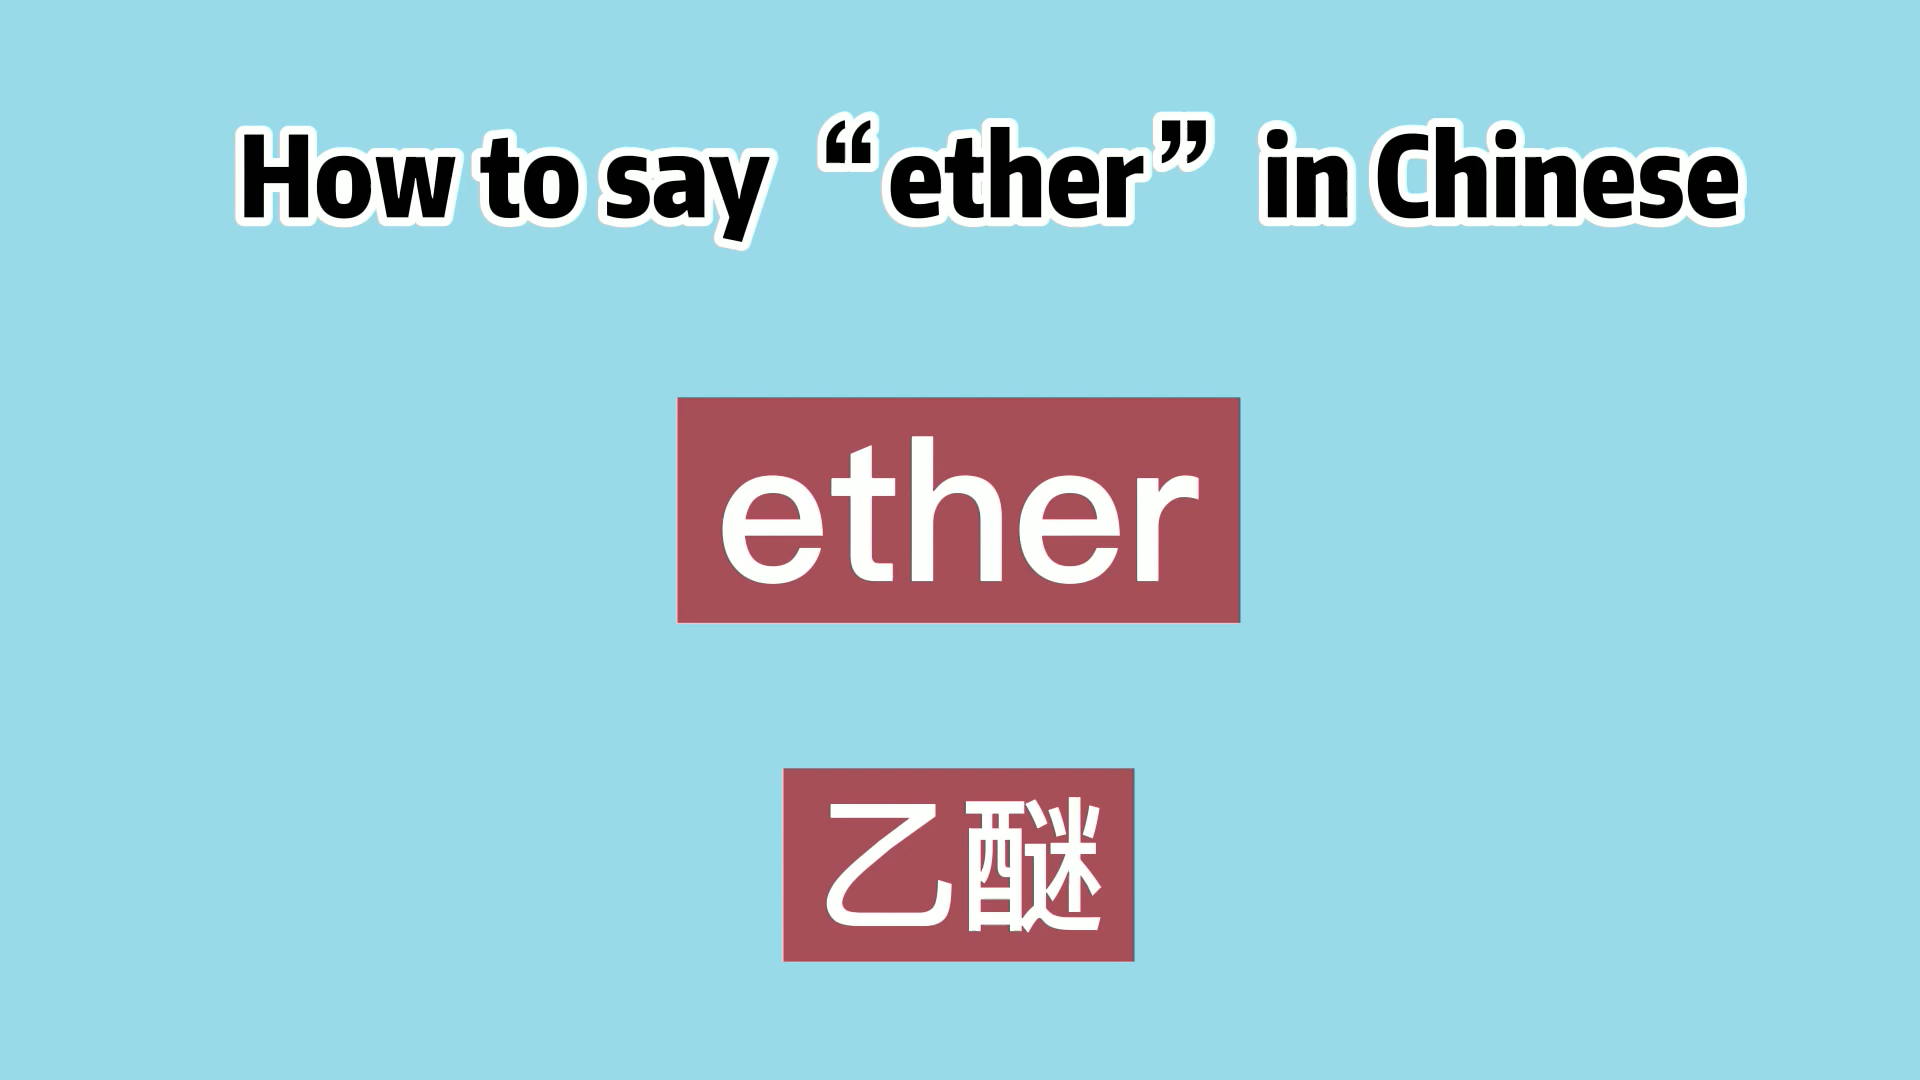 How to say “ether” in Chinese
ether
乙醚